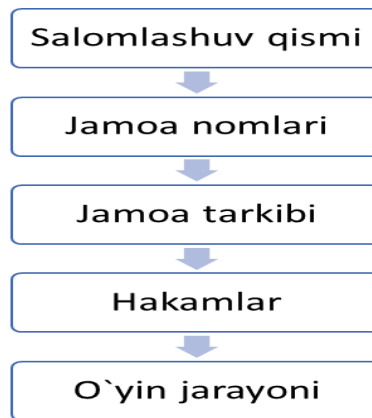 Salomlashuv qismi
Jamoa nomlari
Jamoa tarkibi
Hakamlar
O`yin jarayoni